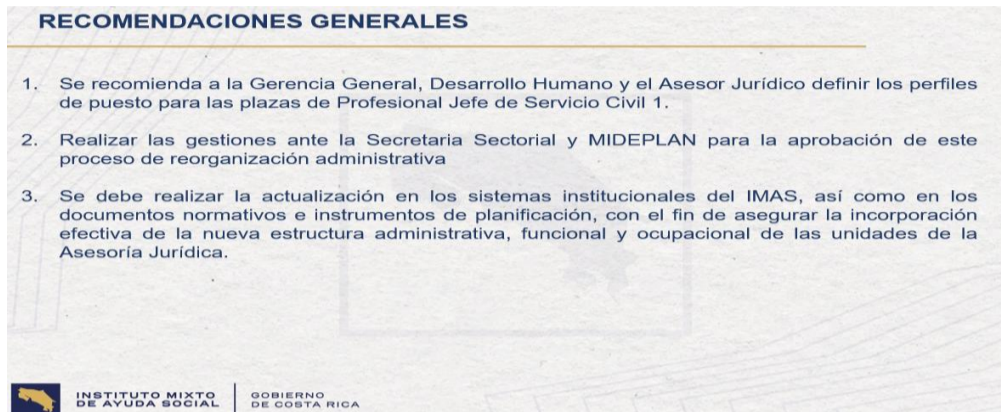 RECOMENDACIONES GENERALES
1. Se recomienda a la Gerencia General, Desarrollo Humano y el Asesor Jurídico definir los perfiles
de puesto para las plazas de Profesional Jefe de Servicio Civil 1.
2. Realizar las gestiones ante la Secretaria Sectorial y MIDEPLAN para la aprobación de este
proceso de reorganización administrativa
3. Se debe realizar la actualización en los sistemas institucionales del IMAS, así como en los
documentos normativos e instrumentos de planificación, con el fin de asegurar la incorporación
efectiva de la nueva estructura administrativa, funcional y ocupacional de las unidades de la
Asesoría Jurídica.
INSTITUTO MIXTO
DE AYUDA SOCIAL
GOBIERNO
DE COSTA RICA